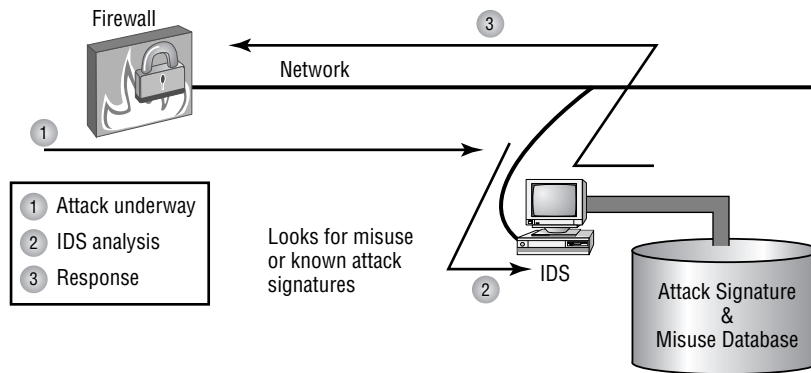 Firewall
3
Network
1
1 Attack underway
2 IDS analysis
3 Response
Looks for misuse
or known attack
signatures
2
IDS
Attack Signature
&
Misuse Database